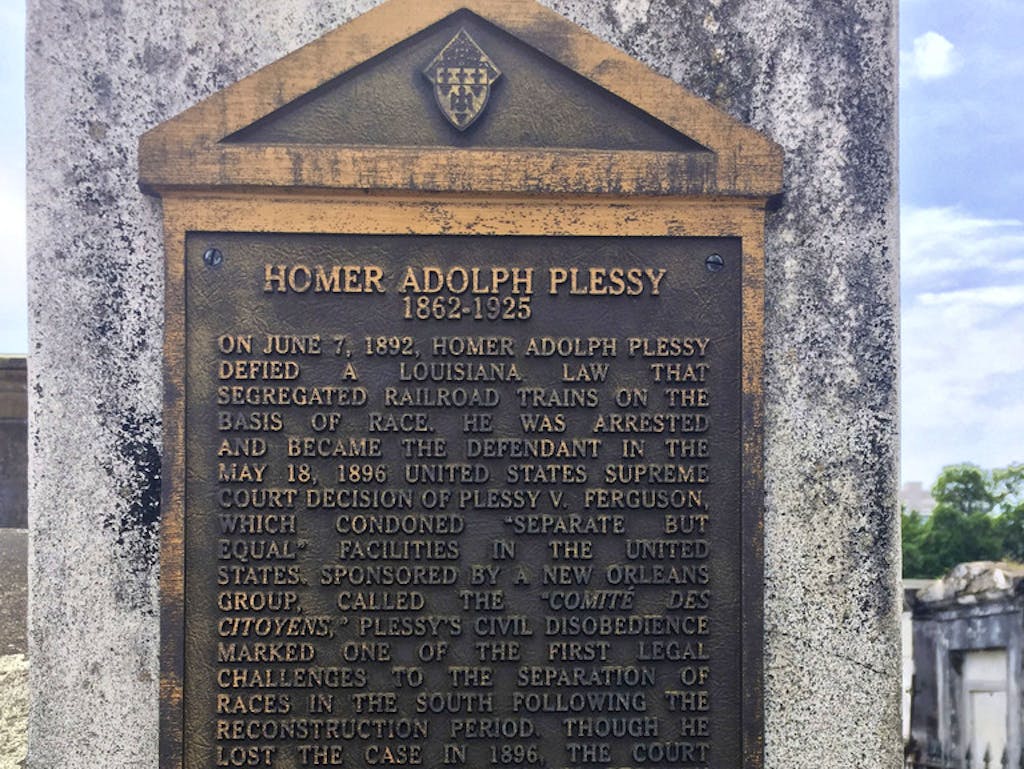 HOMER ADOLPH PLESSY
1862-1925
ON JUNE 7, 1892, HOMER ADOLPH PLESSY
DEFIED A LOUISIANA LAW THAT
SEGREGATED RAILROAD TRAINS ON THE
BASIS OF RACE. HE WAS ARRESTED
AND BECAME THE DEFENDANT IN THE
MAY 18, 1896 UNITED STATES SUPREME
COURT DECISION OF PLESSY V. FERGUSON,
WHICH CONDONED “SEPARATE BUT
EQUAL” FACILITIES IN THE UNITED
STATES. SPONSORED BY A NEW ORLEANS
GROUP, CALLED THE “COMITÉ DES
CITOYENS,” PLESSY'S CIVIL DISOBEDIENCE
MARKED ONE OF THE FIRST LEGAL
CHALLENGES TO THE SEPARATION OF
RACES IN THE SOUTH FOLLOWING THE
RECONSTRUCTION PERIOD. THOUGH HE
LOST THE CASE IN 1896, THE COURT